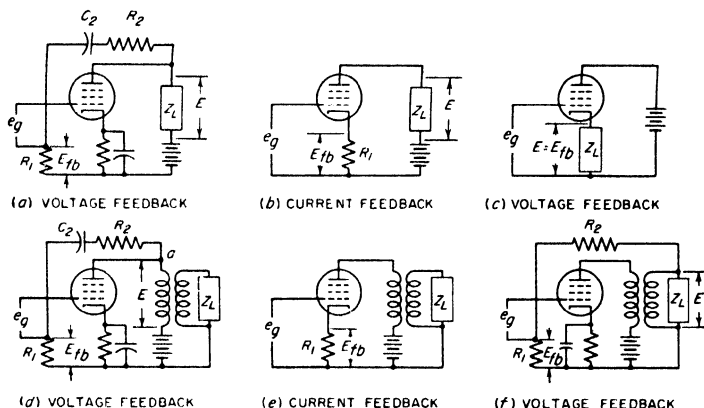 C2 R2
E
ZL
eg
R1
Efb
(a) VOLTAGE FEEDBACK
E
ZL
eg
Efb
R1
(b) CURRENT FEEDBACK
eg
E=Efb
ZL
(c) VOLTAGE FEEDBACK
C2 R2
a
E
ZL
eg
R1
Efb
(d) VOLTAGE FEEDBACK
ZL
eg
R1
Efb
(e) CURRENT FEEDBACK
R2
E
ZL
eg
R1
Efb
(f) VOLTAGE FEEDBACK